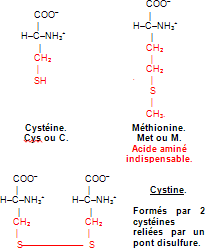 COO⁻
H–C–NH₃⁺
CH₂
SH
Cystéine.
Cys ou C.
COO⁻
H–C–NH₃⁺
CH₂
CH₂
S
CH₃
Méthionine.
Met ou M.
Acide aminé
indispensable.
COO⁻ COO⁻
H–C–NH₃⁺ H–C–NH₃⁺
CH₂ CH₂
S S
Cystine.
Formés par 2
cystéines
reliées par un
pont disulfure.